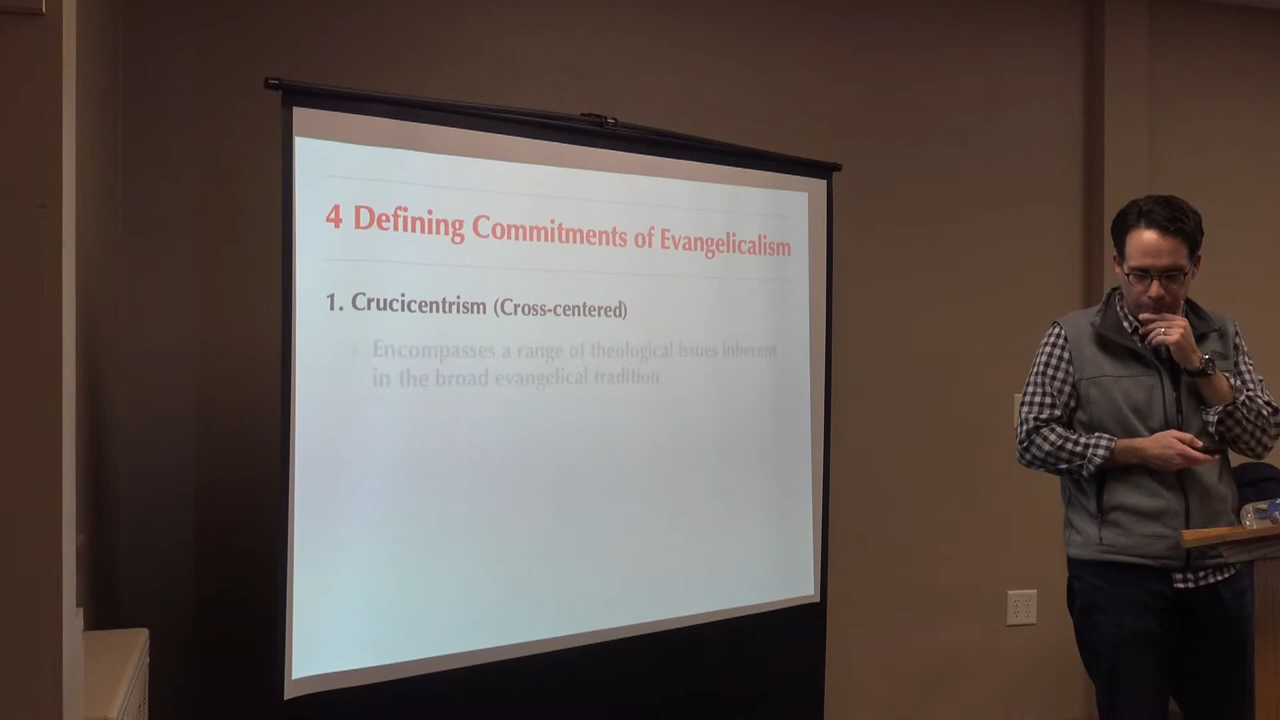 4 Defining Commitments of Evangelicalism
1. Crucicentrism (Cross-centered)
Encompasses a range of theological issues inherent
in the broad evangelical tradition